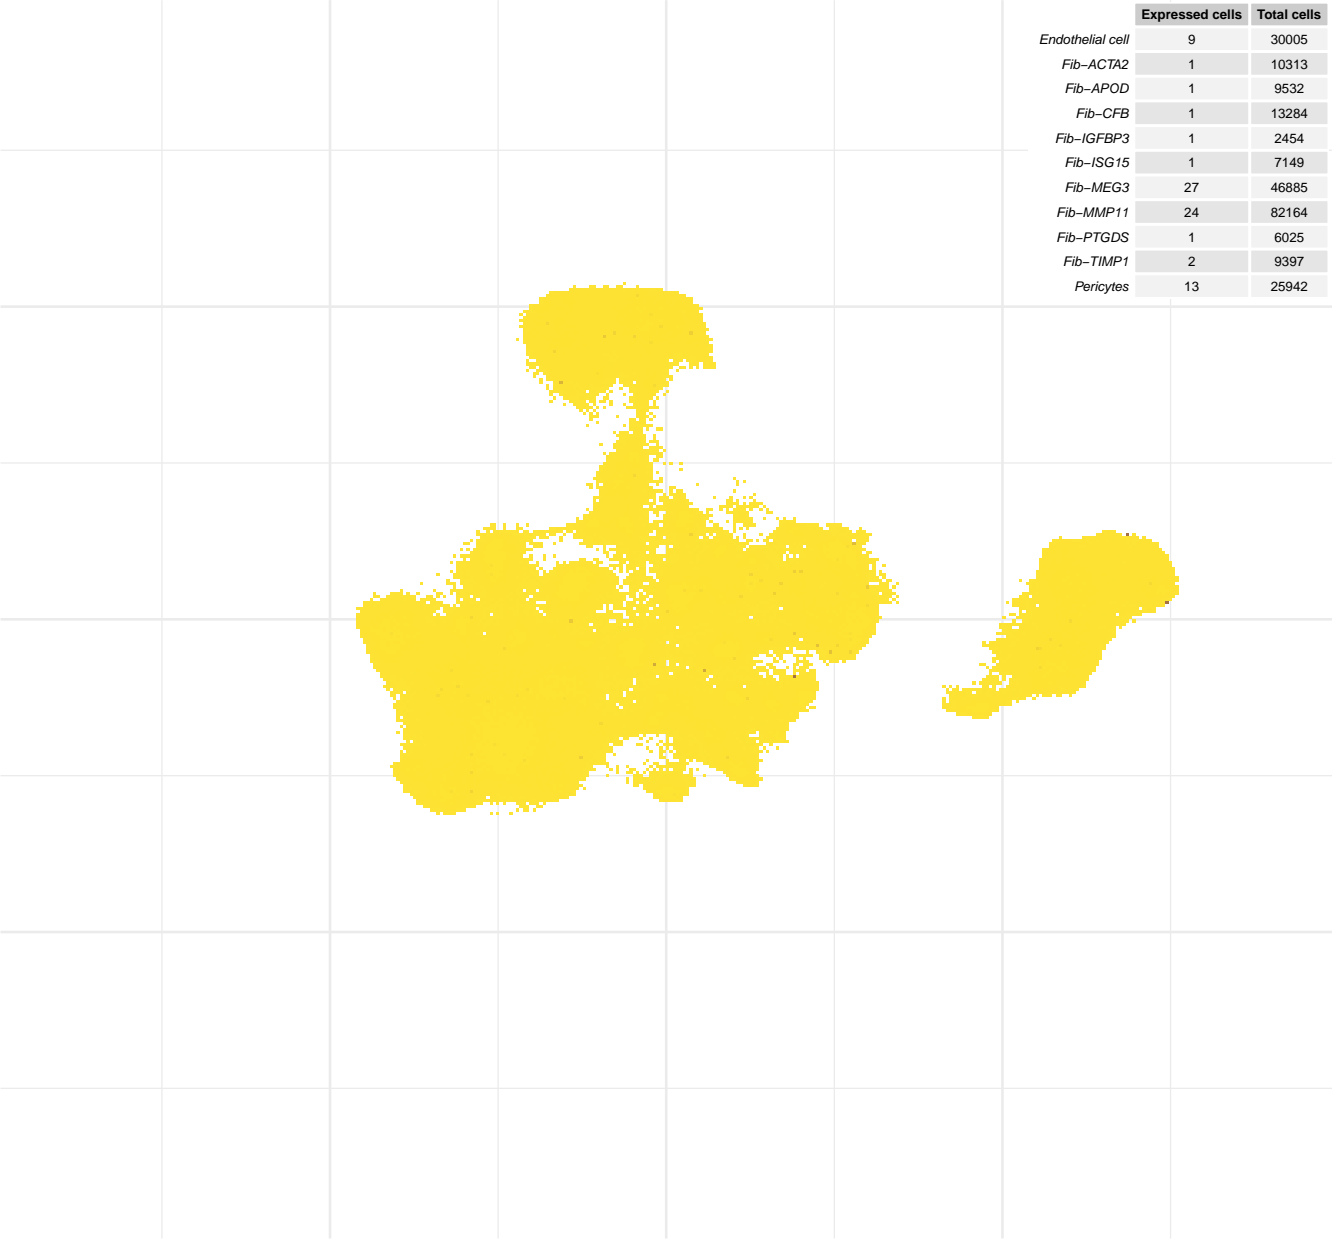 Expressed cells Total cells
Endothelial cell 9 30005
Fib−ACTA2 1 10313
Fib−APOD 1 9532
Fib−CFB 1 13284
Fib−IGFBP3 1 2454
Fib−ISG15 1 7149
Fib−MEG3 27 46885
Fib−MMP11 24 82164
Fib−PTGDS 1 6025
Fib−TIMP1 2 9397
Pericytes 13 25942